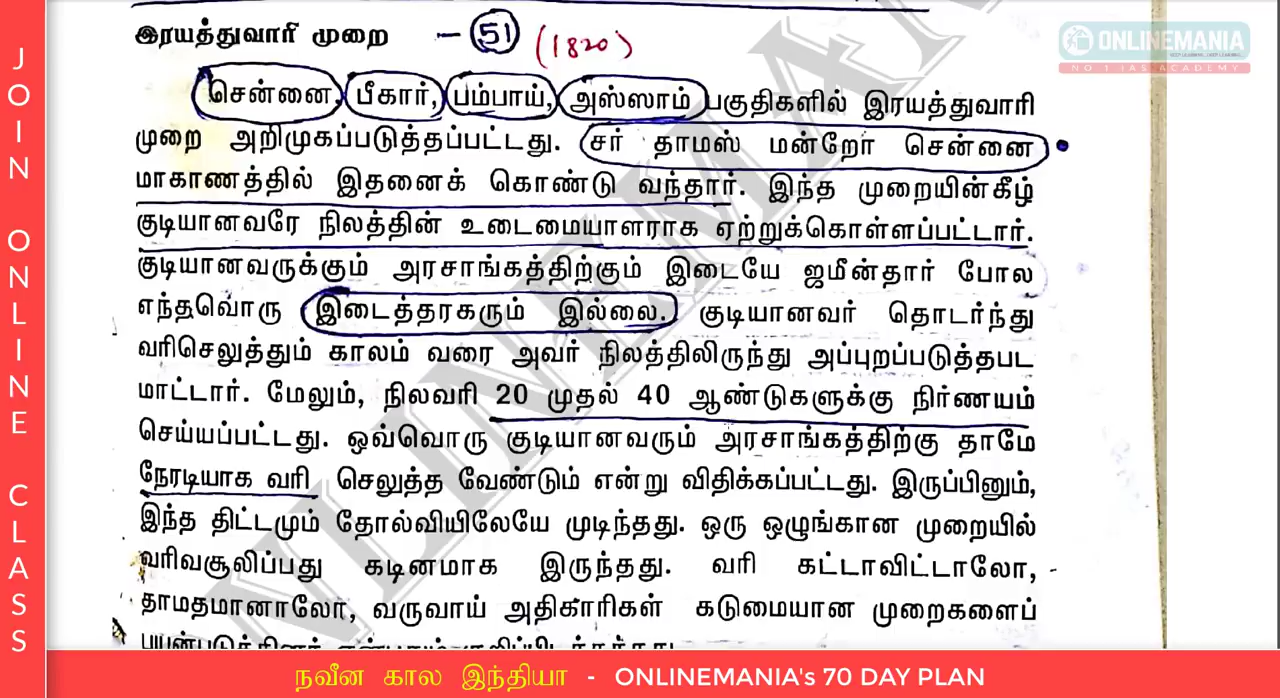 இரயத்துவாரி முறை - 51 (1820)
சென்னை, பீகார், பம்பாய், அஸ்ஸாம் பகுதிகளில் இரயத்துவாரி
முறை அறிமுகப்படுத்தப்பட்டது. சர் தாமஸ் மன்றோ சென்னை
மாகாணத்தில் இதனைக் கொண்டு வந்தார். இந்த முறையின்கீழ்
குடியானவரே நிலத்தின் உடைமையாளராக ஏற்றுக்கொள்ளப்பட்டார்.
குடியானவருக்கும் அரசாங்கத்திற்கும் இடையே ஜமீன்தார் போல
எந்தவொரு இடைத்தரகரும் இல்லை. குடியானவர் தொடர்ந்து
வரிசெலுத்தும் காலம் வரை அவர் நிலத்திலிருந்து அப்புறப்படுத்தபட
மாட்டார். மேலும், நிலவரி 20 முதல் 40 ஆண்டுகளுக்கு நிர்ணயம்
செய்யப்பட்டது. ஒவ்வொரு குடியானவரும் அரசாங்கத்திற்கு தாமே
நேரடியாக வரி செலுத்த வேண்டும் என்று விதிக்கப்பட்டது. இருப்பினும்,
இந்த திட்டமும் தோல்வியிலேயே முடிந்தது. ஒரு ஒழுங்கான முறையில்
வரிவசூலிப்பது கடினமாக இருந்தது. வரி கட்டாவிட்டாலோ,
தாமதமானாலோ, வருவாய் அதிகாரிகள் கடுமையான முறைகளைப்
ONLINEMANIA
KEEP LEARNING, KEEP LEADING...
NO 1 IAS ACADEMY
JOIN ONLINE CLASS
நவீன கால இந்தியா - ONLINEMANIA's 70 DAY PLAN